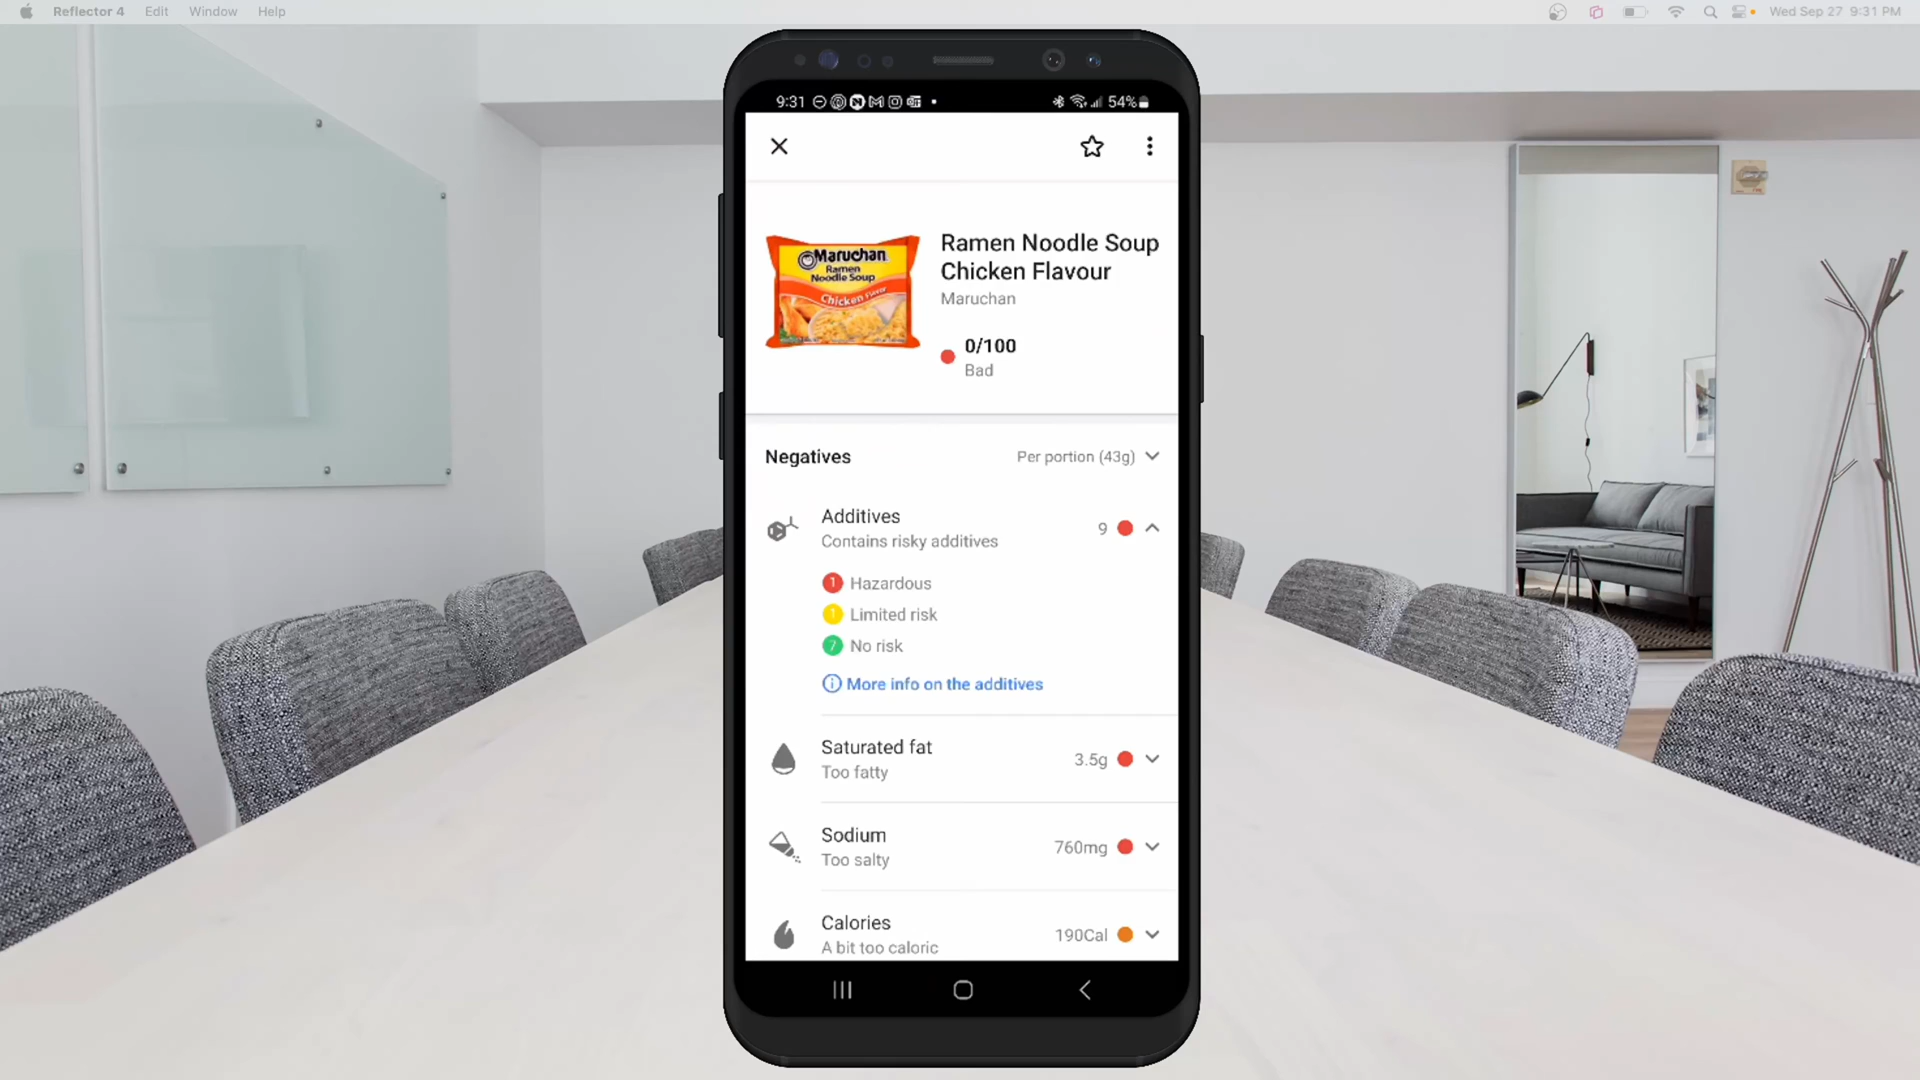 Reflector 4 Edit Window Help Wed Sep 27 9:31 PM
9:31 54%
Maruchan
Ramen
Noodle Soup
Chicken Flavor
Ramen Noodle Soup
Chicken Flavour
Maruchan
0/100
Bad
Negatives Per portion (43g)
Additives
Contains risky additives
9
1 Hazardous
1 Limited risk
7 No risk
More info on the additives
Saturated fat
Too fatty
3.5g
Sodium
Too salty
760mg
Calories
A bit too caloric
190Cal